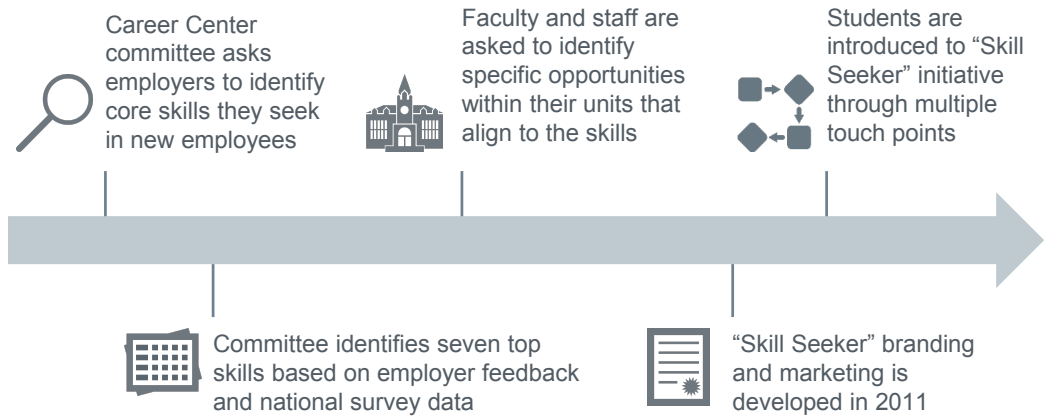 Career Center
committee asks
employers to identify
core skills they seek
in new employees
Faculty and staff are
asked to identify
specific opportunities
within their units that
align to the skills
Students are
introduced to “Skill
Seeker” initiative
through multiple
touch points
Committee identifies seven top
skills based on employer feedback
and national survey data
“Skill Seeker” branding
and marketing is
developed in 2011